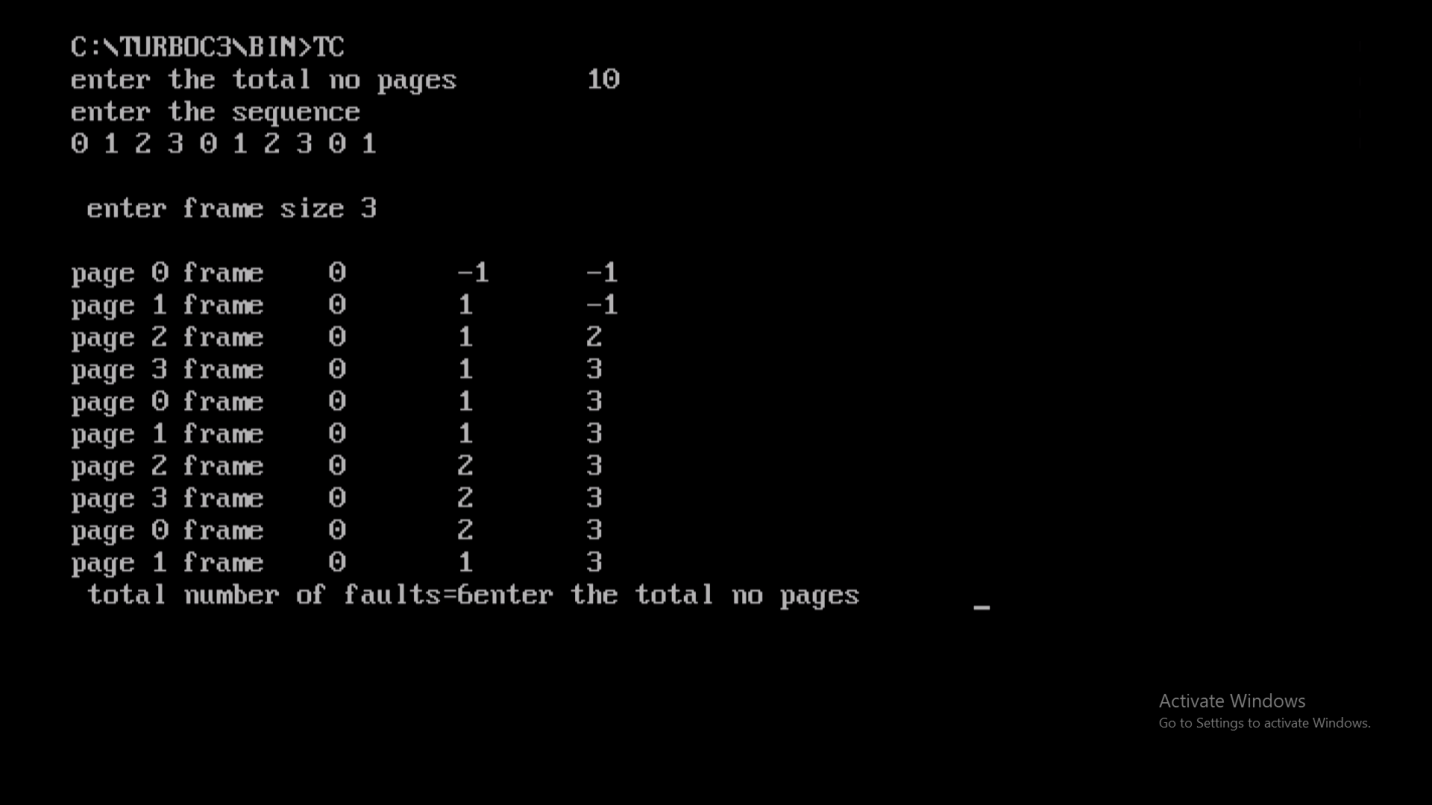 C:\TURBOC3\BIN>TC
enter the total no pages 10
enter the sequence
0 1 2 3 0 1 2 3 0 1
enter frame size 3
page 0 frame 0 -1 -1
page 1 frame 0 1 -1
page 2 frame 0 1 2
page 3 frame 0 1 3
page 0 frame 0 1 3
page 1 frame 0 1 3
page 2 frame 0 2 3
page 3 frame 0 2 3
page 0 frame 0 2 3
page 1 frame 0 1 3
total number of faults=6enter the total no pages _
Activate Windows
Go to Settings to activate Windows.